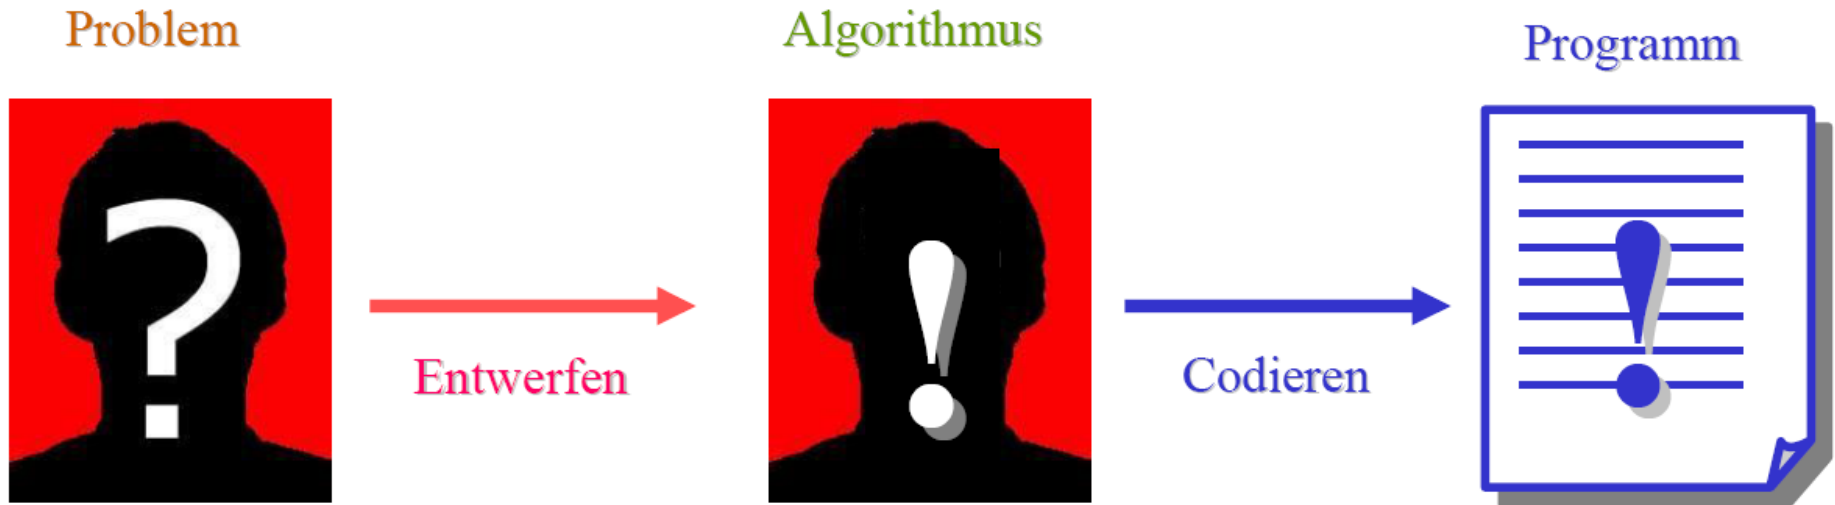 Problem
Algorithmus
Programm
?
!
!
Entwerfen
Codieren